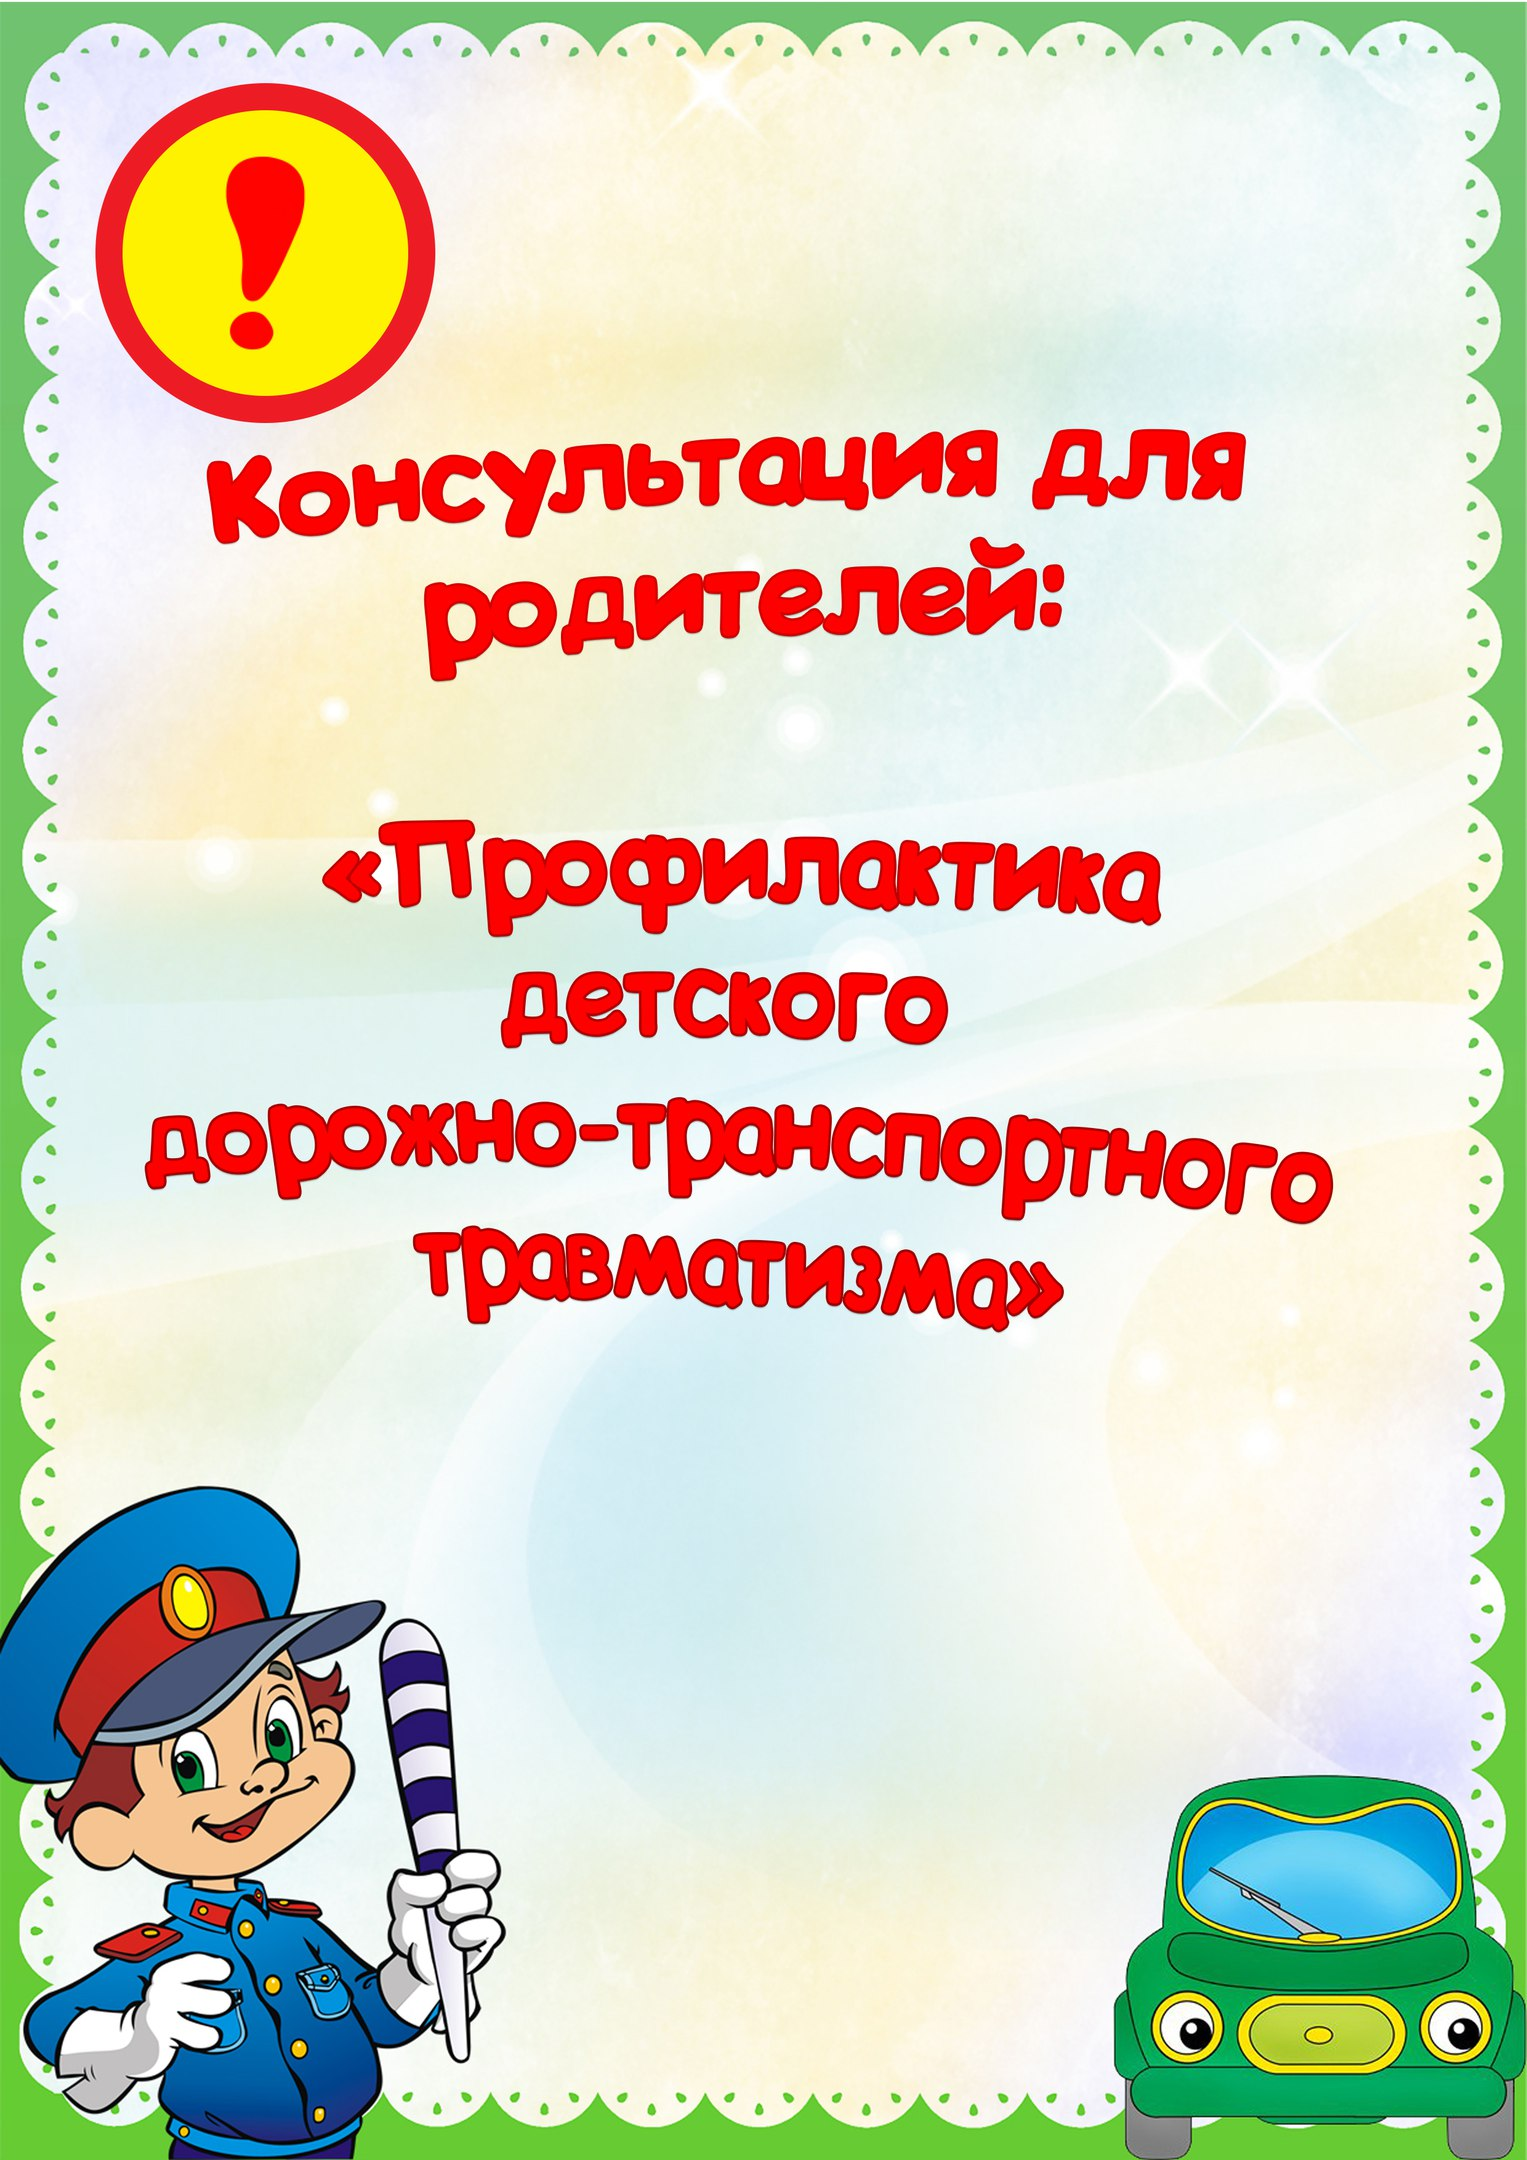 !
Консультация для
родителей:
«Профилактика
детского
дорожно-транспортного
травматизма»